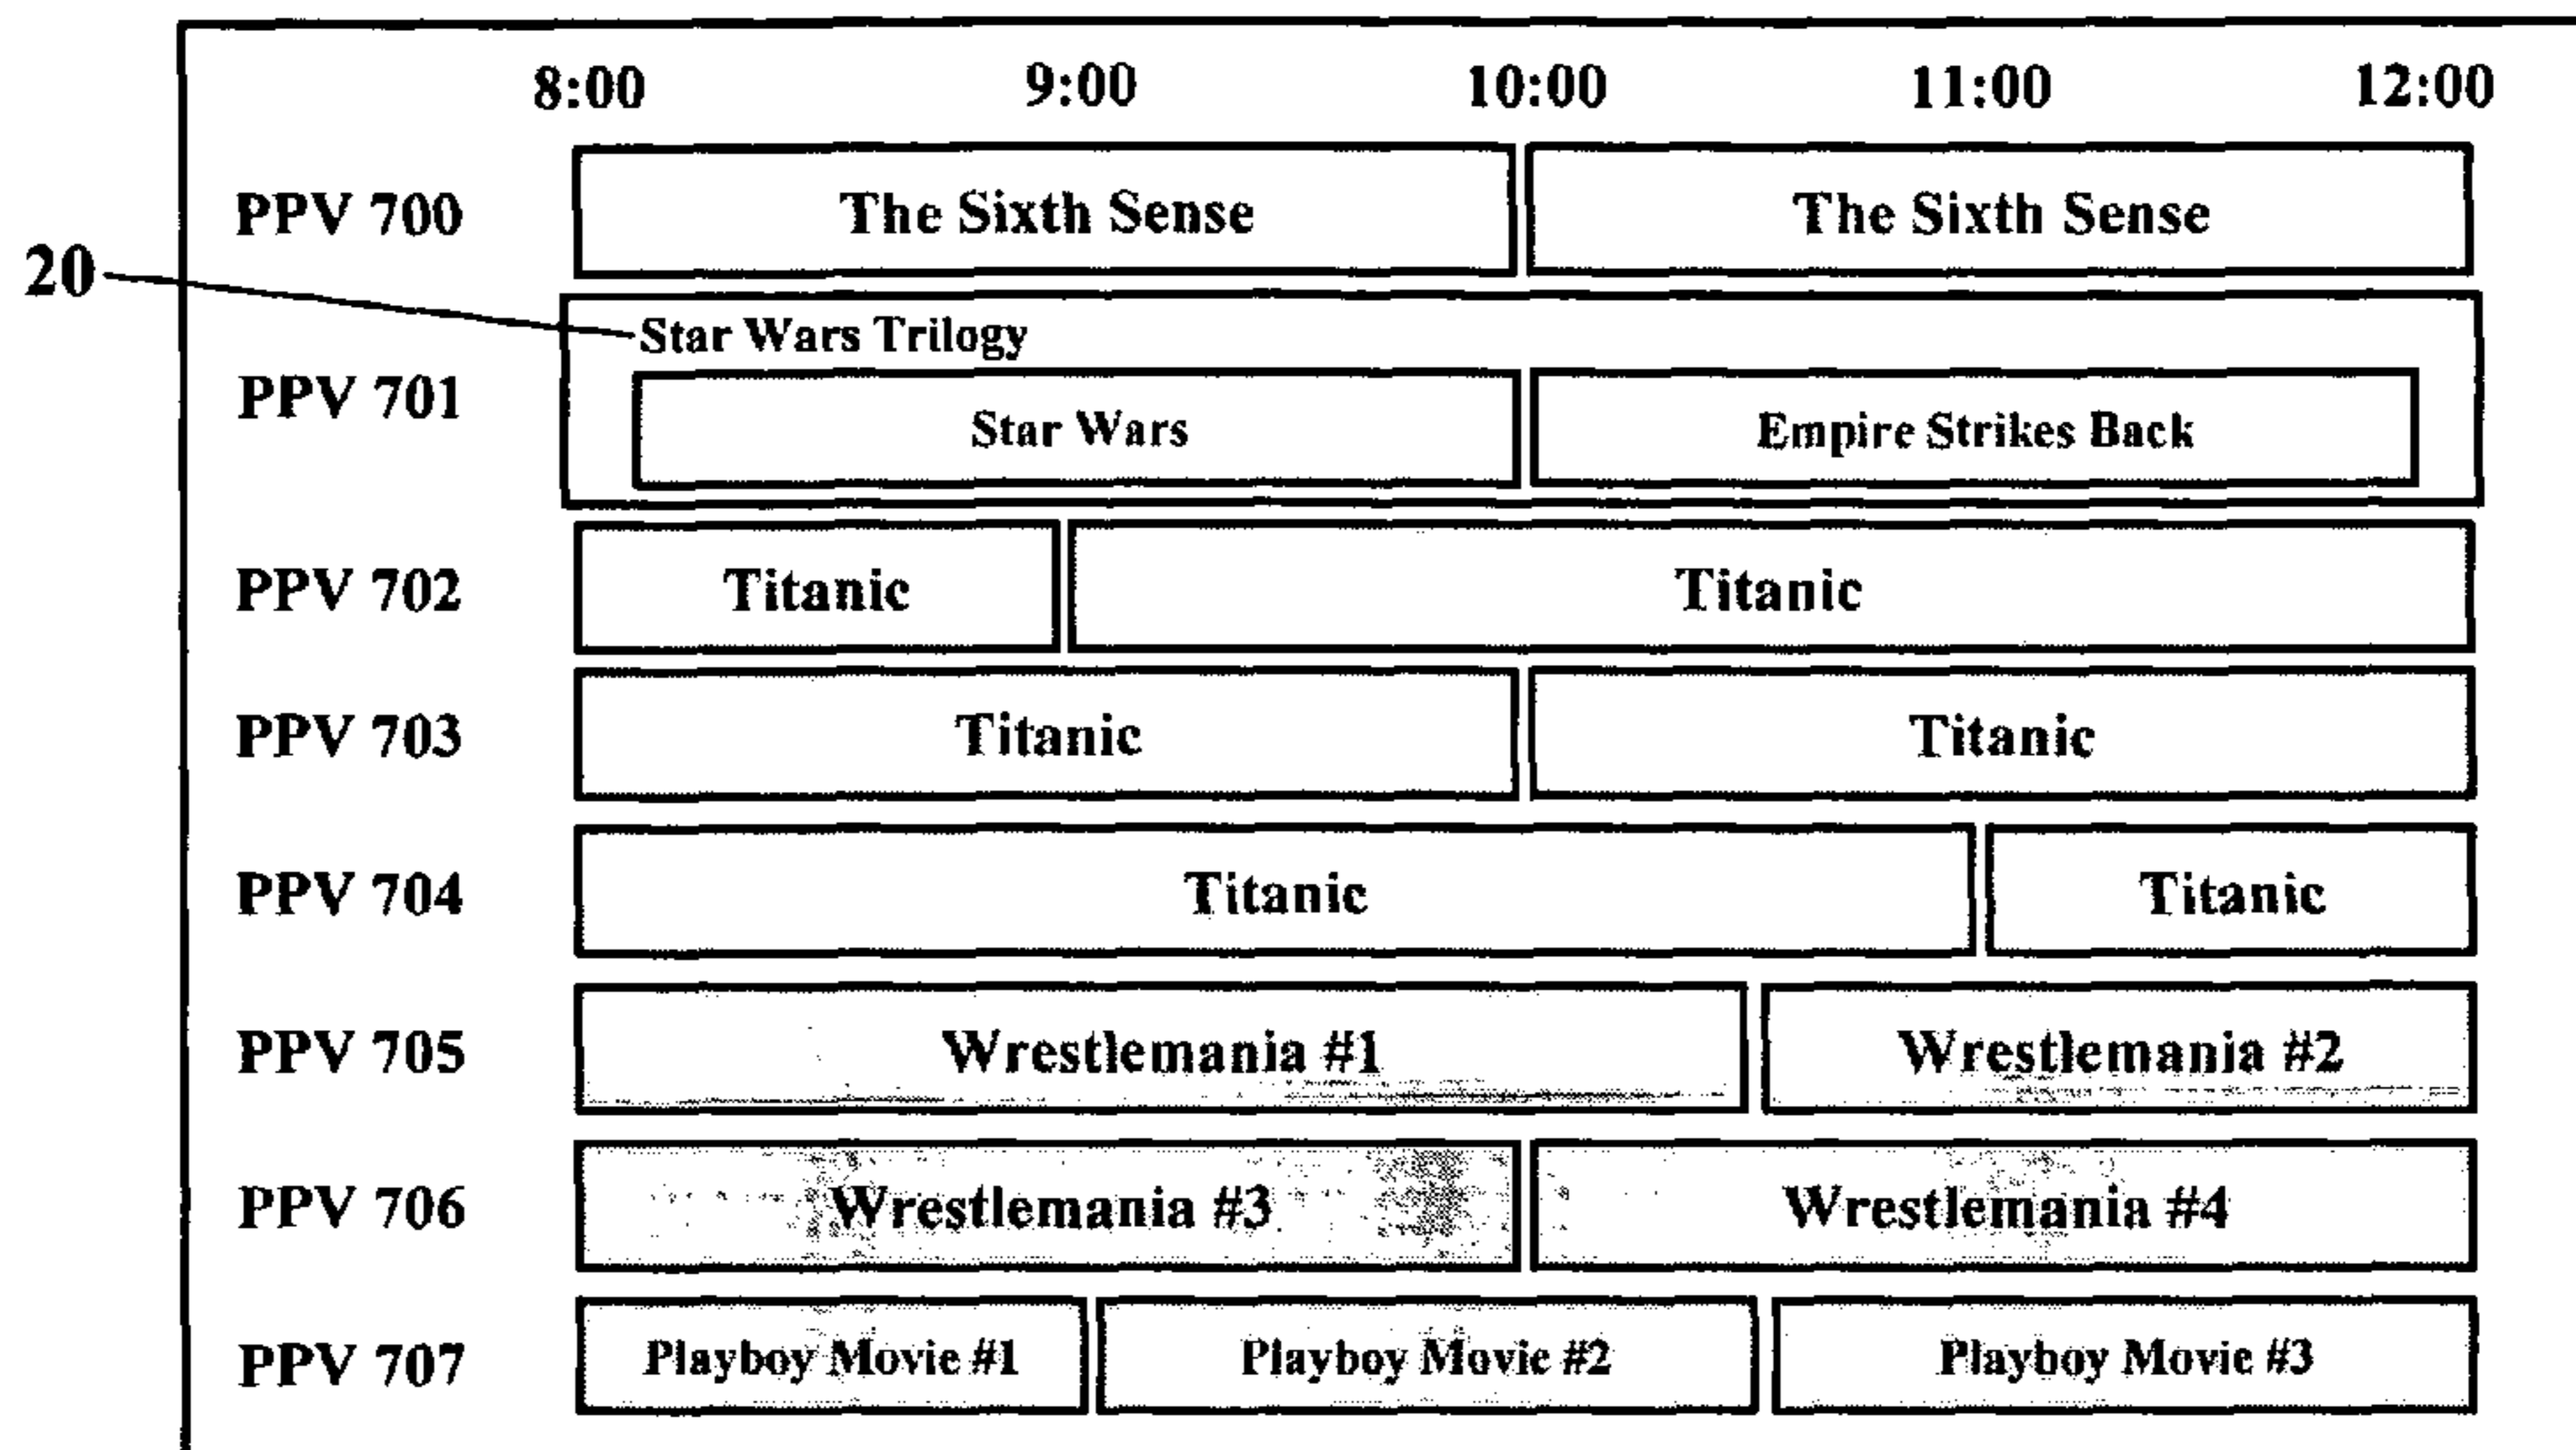 8:00 9:00 10:00 11:00 12:00
PPV 700 The Sixth Sense The Sixth Sense
20
Star Wars Trilogy
PPV 701 Star Wars Empire Strikes Back
PPV 702 Titanic Titanic
PPV 703 Titanic Titanic
PPV 704 Titanic Titanic
PPV 705 Wrestlemania #1 Wrestlemania #2
PPV 706 Wrestlemania #3 Wrestlemania #4
PPV 707 Playboy Movie #1 Playboy Movie #2 Playboy Movie #3